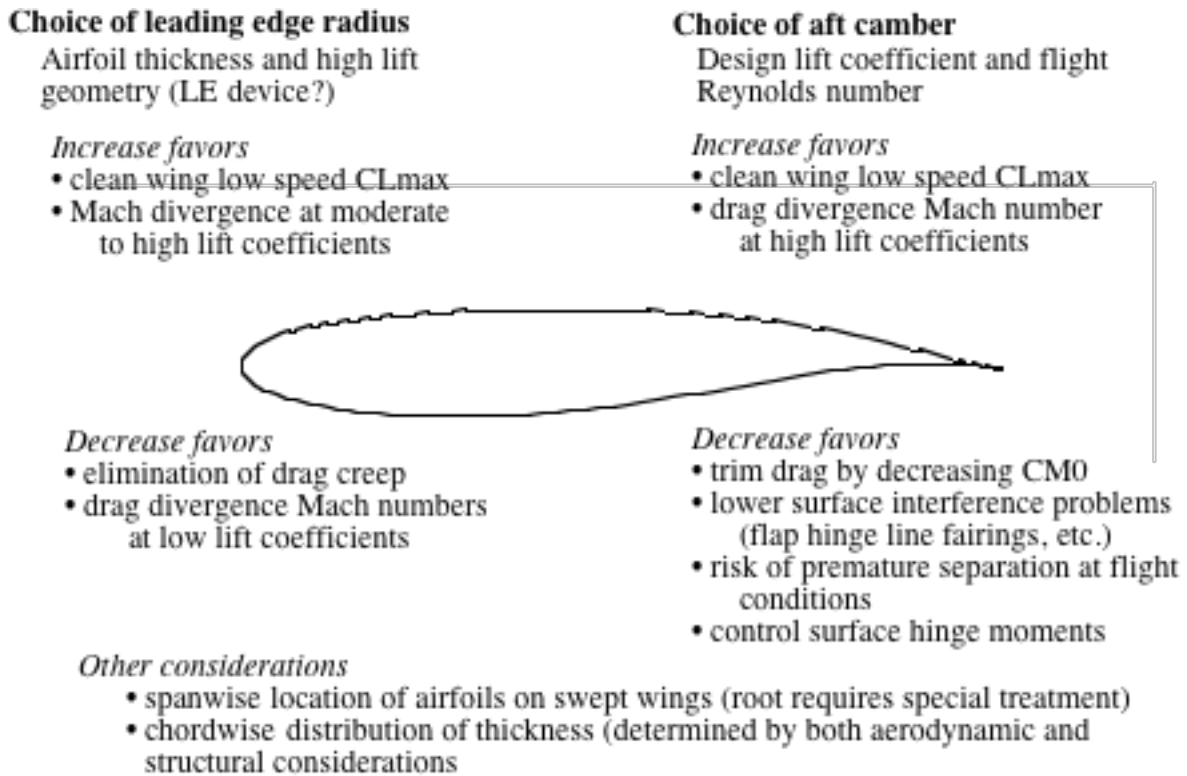 Choice of leading edge radius
Airfoil thickness and high lift
geometry (LE device?)
Increase favors
• clean wing low speed CLmax
• Mach divergence at moderate
to high lift coefficients
Choice of aft camber
Design lift coefficient and flight
Reynolds number
Increase favors
• clean wing low speed CLmax
• drag divergence Mach number
at high lift coefficients
Decrease favors
• elimination of drag creep
• drag divergence Mach numbers
at low lift coefficients
Decrease favors
• trim drag by decreasing CM0
• lower surface interference problems
(flap hinge line fairings, etc.)
• risk of premature separation at flight
conditions
• control surface hinge moments
Other considerations
• spanwise location of airfoils on swept wings (root requires special treatment)
• chordwise distribution of thickness (determined by both aerodynamic and
structural considerations